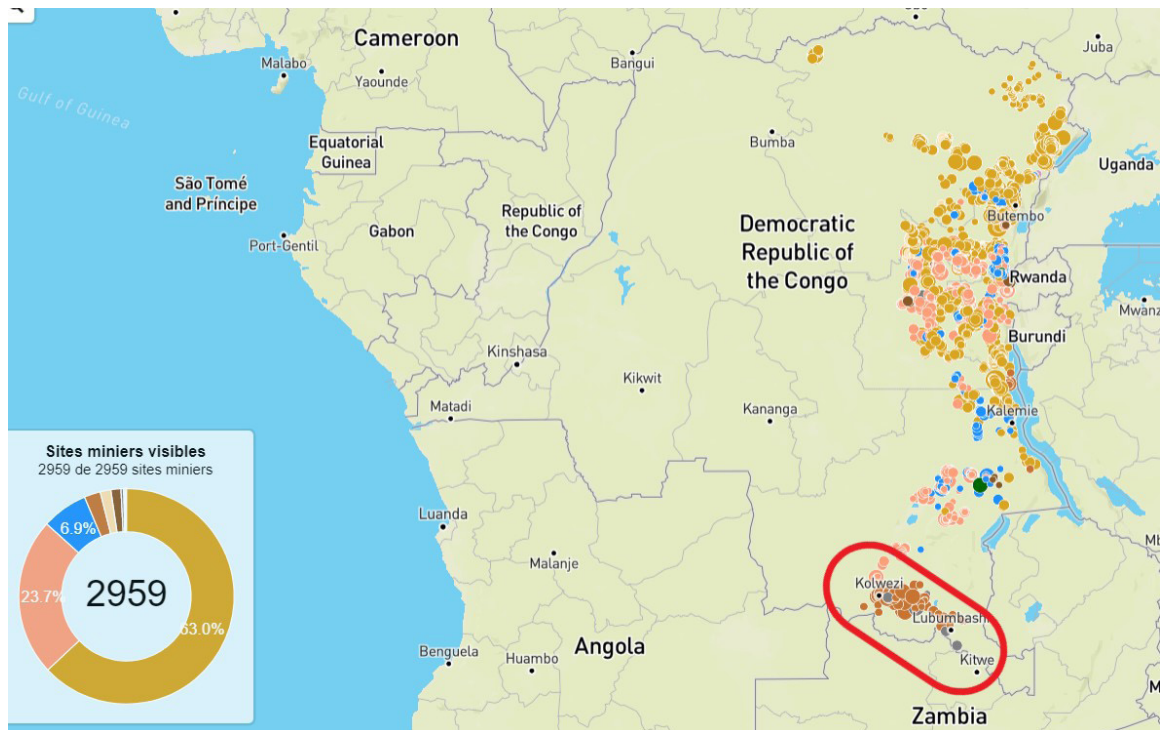 Cameroon
Bangui
Juba
Malabo
Yaounde
Gulf of Guinea
Bumba
Equatorial
Guinea
Uganda
São Tomé
and Príncipe
Republic of
the Congo
Butembo
Democratic
Republic of
the Congo
Gabon
Port-Gentil
Rwanda
Mwanz
Burundi
Kinshasa
Kikwit
Matadi
Kananga
Kalemie
Sites miniers visibles
2959 de 2959 sites miniers
6.9%
23.7%
2959
63.0%
Luanda
Malanje
Kolwezi
Lubumbashi
Benguela
Huambo
Angola
Kitwe
Zambia